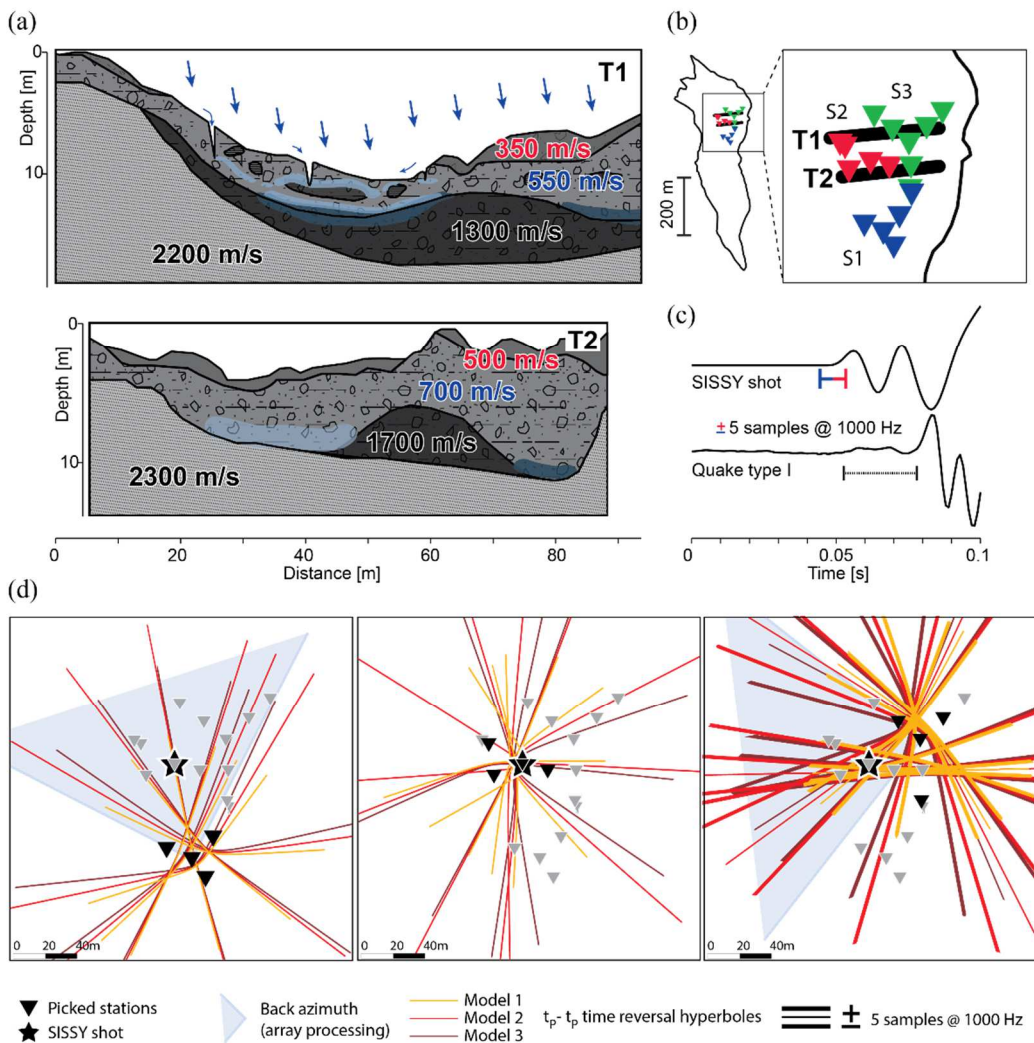 (a)
0
10
Depth [m]
T1
350 m/s
550 m/s
1300 m/s
2200 m/s
0
10
Depth [m]
T2
500 m/s
700 m/s
1700 m/s
2300 m/s
0 20 40 60 80
Distance [m]
(b)
200 m
S2
S3
T1
T2
S1
(c)
SISSY shot
± 5 samples @ 1000 Hz
Quake type I
0 0.05 0.1
Time [s]
(d)
0 20 40m
0 20 40m
0 20 40m
Picked stations
SISSY shot
Back azimuth
(array processing)
Model 1
Model 2
Model 3
tP- tP time reversal hyperboles
± 5 samples @ 1000 Hz